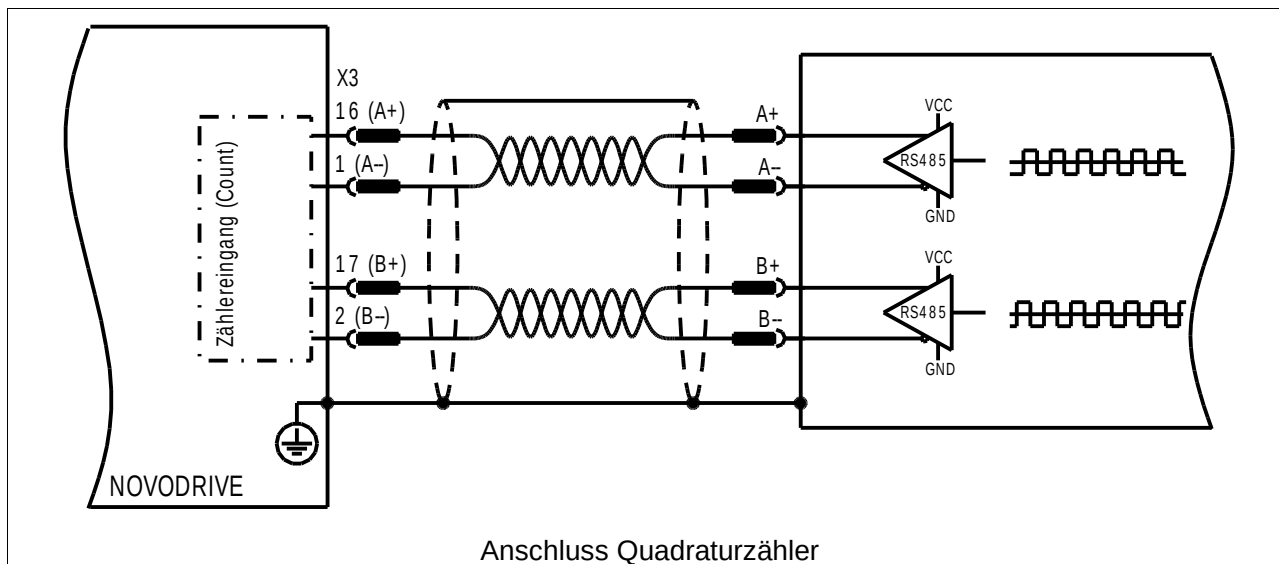 X3
16 (A+)
1 (A–)
17 (B+)
2 (B–)
Zählereingang (Count)
NOVODRIVE
A+
A–
B+
B–
VCC
RS485
GND
VCC
RS485
GND
Anschluss Quadraturzähler